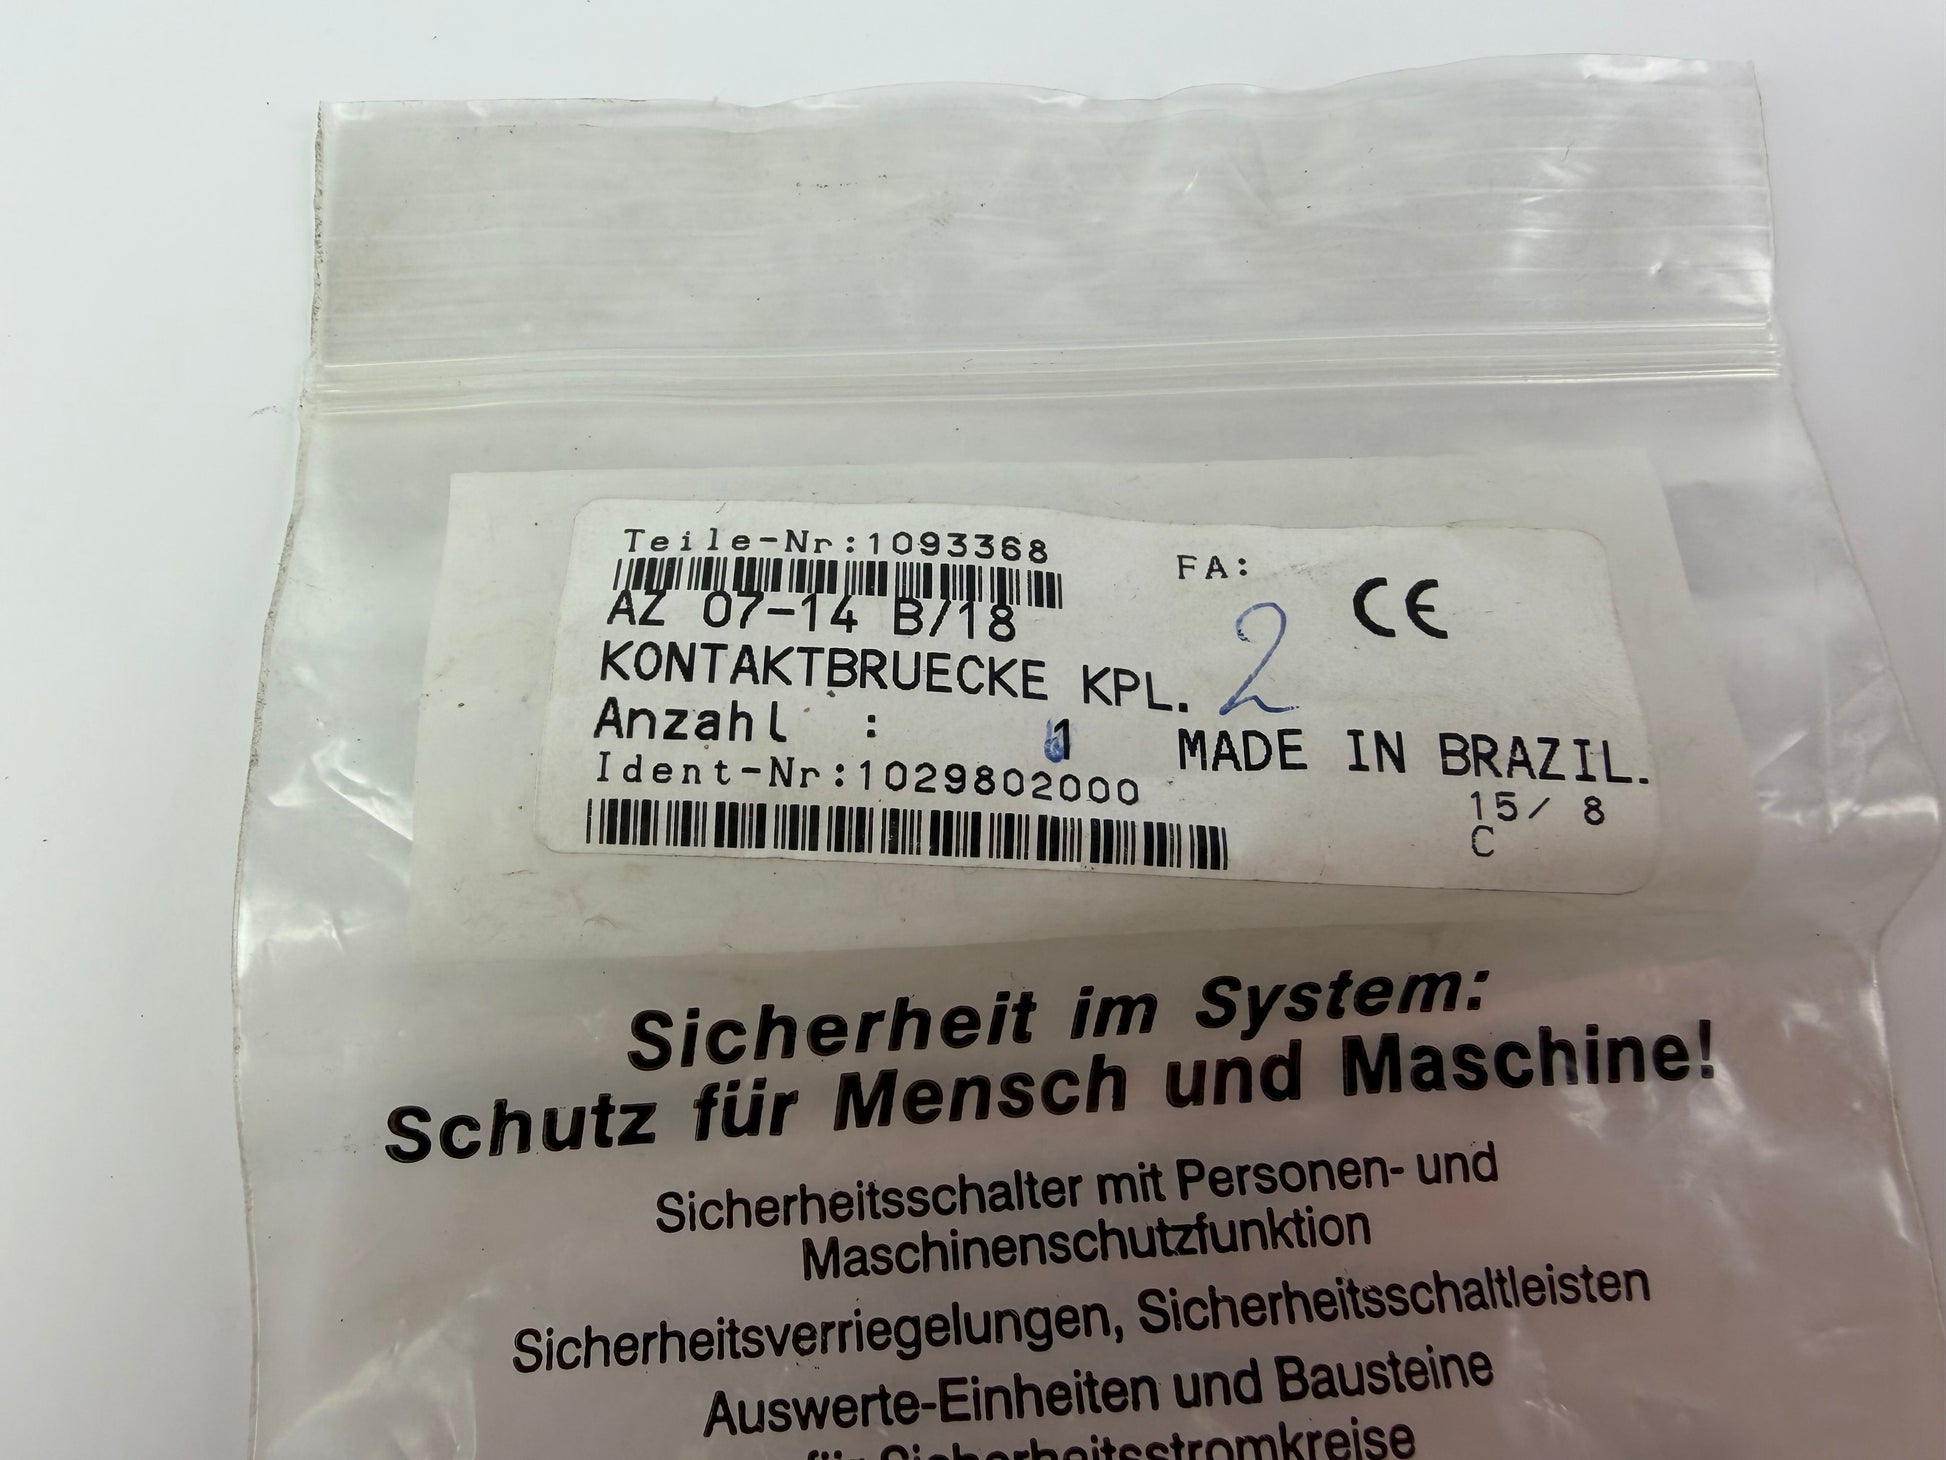 Teile-Nr:1093368
FA:
CE
AZ 07-14 B/18
KONTAKTBRUECKE KPL.
2
Anzahl : 1
MADE IN BRAZIL.
Ident-Nr:1029802000
15/ 8
C
Sicherheit im System:
Schutz für Mensch und Maschine!
Sicherheitsschalter mit Personen- und
Maschinenschutzfunktion
Sicherheitsverriegelungen, Sicherheitsschaltleisten
Auswerte-Einheiten und Bausteine
für Sicherheitsstromkreise